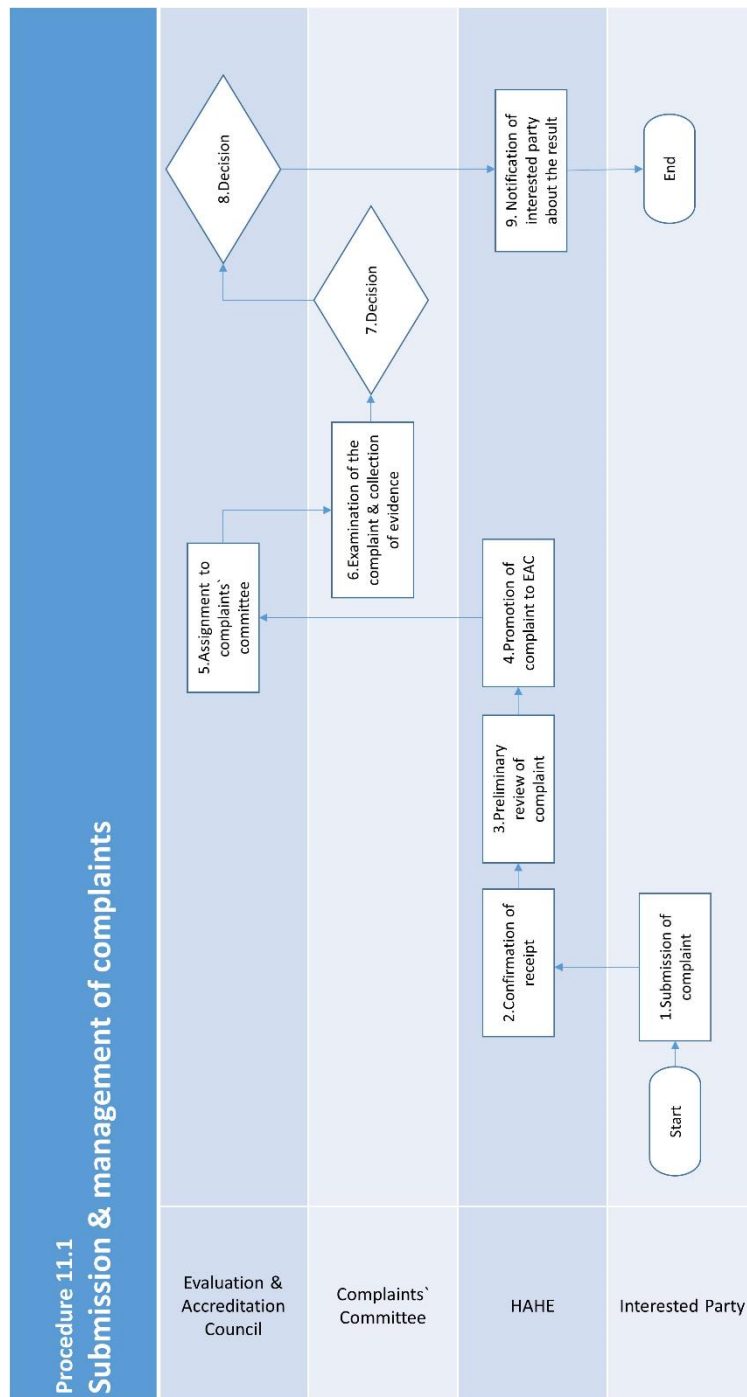 Procedure 11.1
Submission & management of complaints
Evaluation &
Accreditation
Council
5.Assignment to
complaints`
committee
8.Decision
Complaints`
Committee
6.Examination of the
complaint & collection
of evidence
7.Decision
HAHE
2.Confirmation of
receipt
3.Preliminary
review of
complaint
4.Promotion of
complaint to EAC
9. Notification of
interested party
about the result
Interested Party
Start
1.Submission of
complaint
End